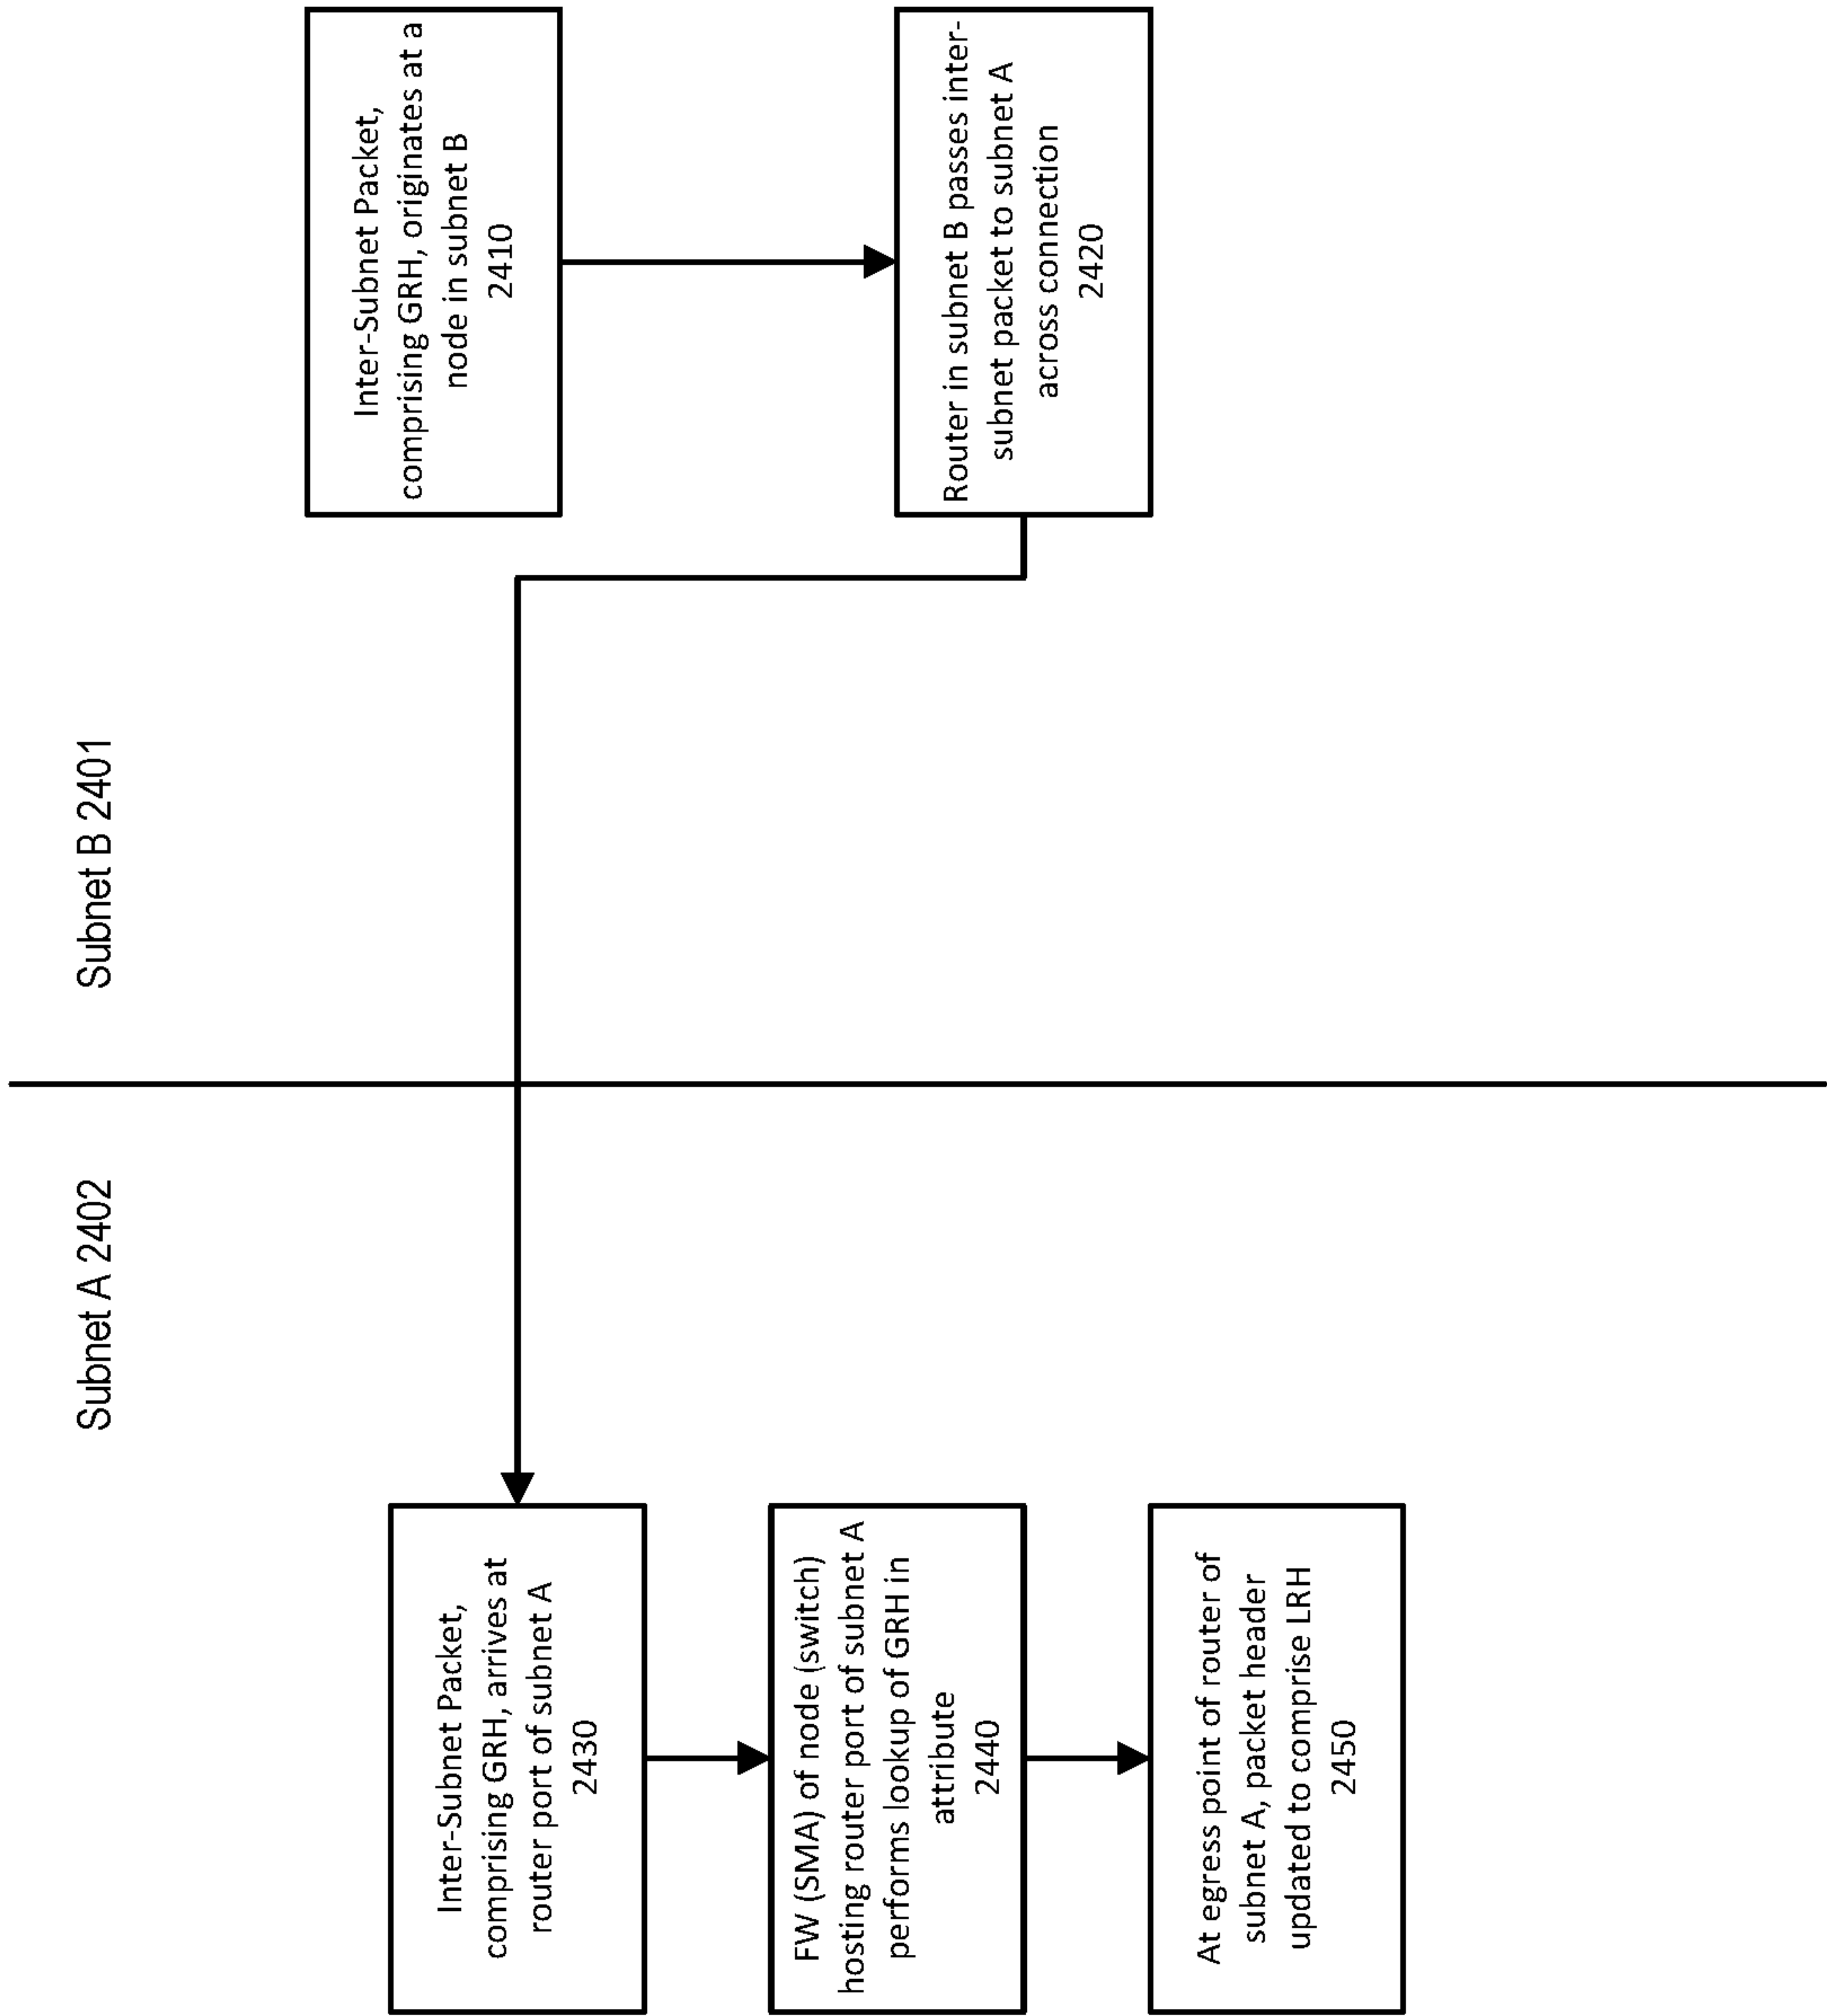 Subnet A 2402
Subnet B 2401
Inter-Subnet Packet,
comprising GRH, originates at a
node in subnet B
2410
Router in subnet B passes inter-
subnet packet to subnet A
across connection
2420
Inter-Subnet Packet,
comprising GRH, arrives at
router port of subnet A
2430
FW (SMA) of node (switch)
hosting router port of subnet A
performs lookup of GRH in
attribute
2440
At egress point of router of
subnet A, packet header
updated to comprise LRH
2450